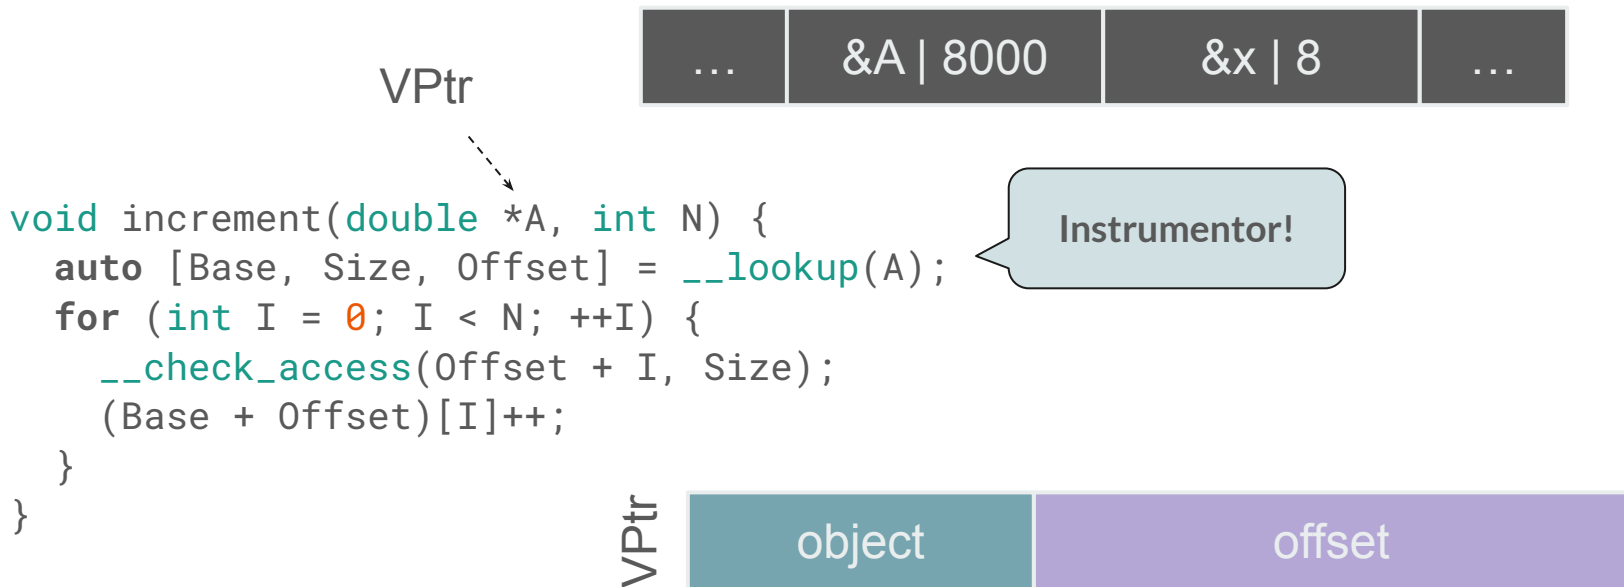 … &A | 8000 &x | 8 …
VPtr
Instrumentor!
void increment(double *A, int N) {
auto [Base, Size, Offset] = __lookup(A);
for (int I = 0; I < N; ++I) {
__check_access(Offset + I, Size);
(Base + Offset)[I]++;
}
}
VPtr
object offset